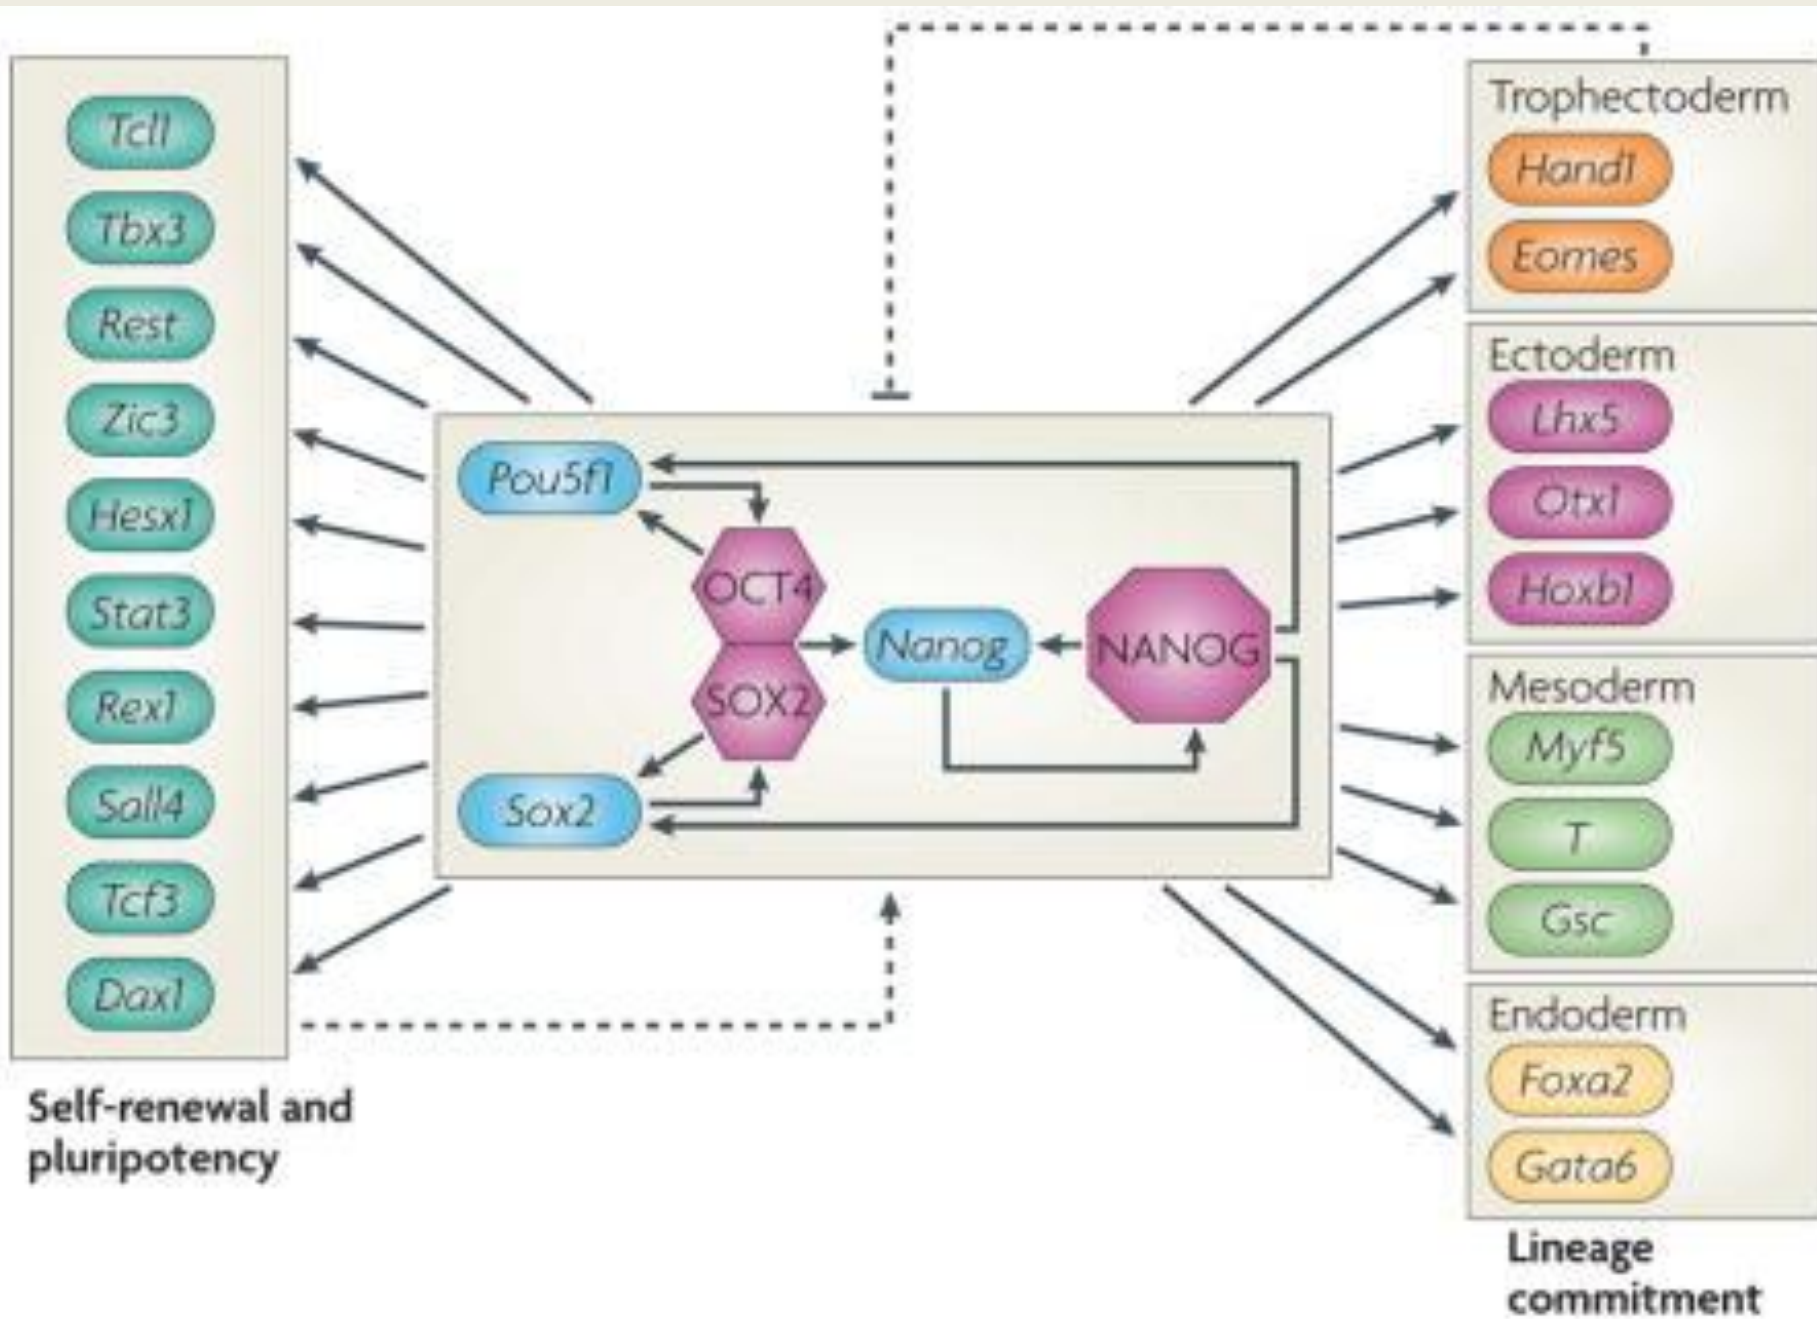 Tcl1
Tbx3
Rest
Zic3
Hesx1
Stat3
Rex1
Sall4
Tcf3
Dax1
Self-renewal and
pluripotency
Pou5f1
OCT4
SOX2
Sox2
Nanog
NANOG
Trophectoderm
Hand1
Eomes
Ectoderm
Lhx5
Otx1
Hoxb1
Mesoderm
Myf5
T
Gsc
Endoderm
Foxa2
Gata6
Lineage
commitment